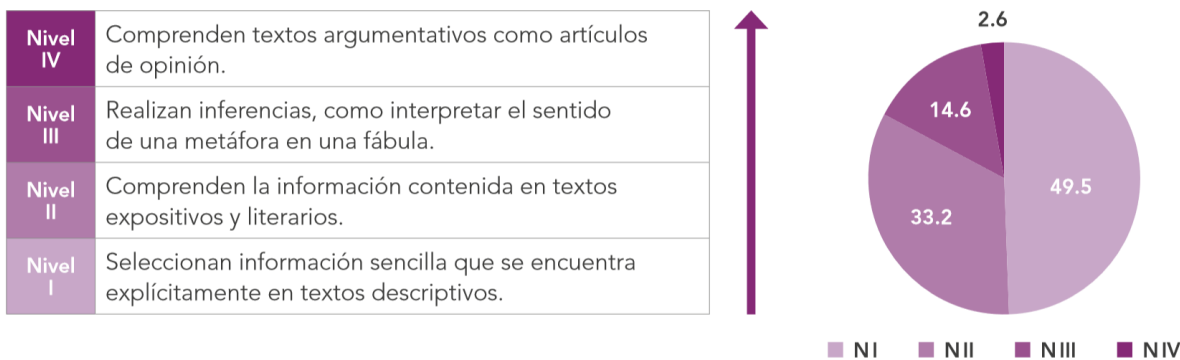 Nivel
IV
Comprenden textos argumentativos como artículos
de opinión.
Nivel
III
Realizan inferencias, como interpretar el sentido
de una metáfora en una fábula.
Nivel
II
Comprenden la información contenida en textos
expositivos y literarios.
Nivel
I
Seleccionan información sencilla que se encuentra
explícitamente en textos descriptivos.
2.6
14.6
49.5
33.2
NI NII NIII NIV